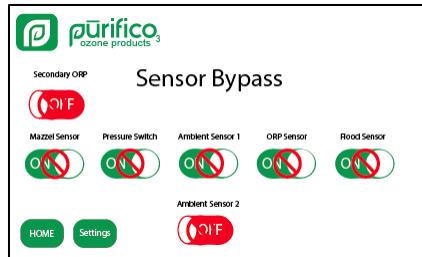 pūrifico
ozone products 3
Secondary ORP
Sensor Bypass
OFF
Mazzel Sensor
Pressure Switch
Ambient Sensor 1
ORP Sensor
Flood Sensor
ON
ON
ON
ON
ON
Ambient Sensor 2
HOME
Settings
OFF